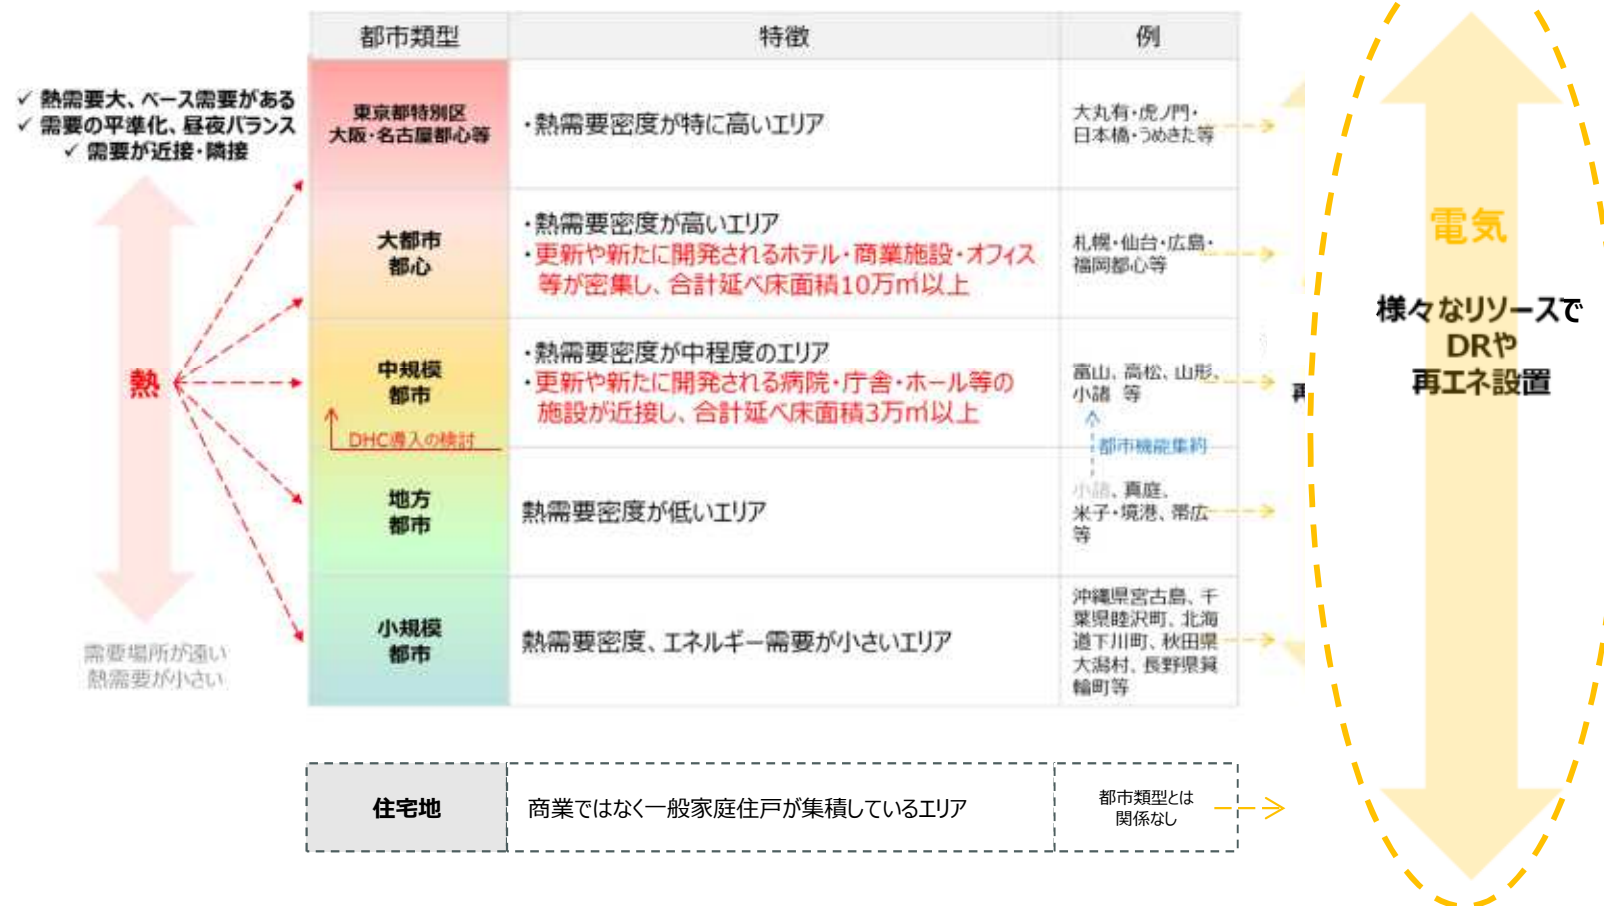 都市類型
特徴
例
✓ 熱需要大、ベース需要がある
✓ 需要の平準化、昼夜バランス
✓ 需要が近接・隣接
熱
需要場所が遠い
熱需要が小さい
東京都特別区
大阪・名古屋都心等
・熱需要密度が特に高いエリア
大丸有・虎ノ門・
日本橋・うめきた等
大都市
都心
・熱需要密度が高いエリア
・更新や新たに開発されるホテル・商業施設・オフィス
等が密集し、合計延べ床面積10万㎡以上
札幌・仙台・広島・
福岡都心等
中規模
都市
・熱需要密度が中程度のエリア
・更新や新たに開発される病院・庁舎・ホール等の
施設が近接し、合計延べ床面積3万㎡以上
富山、高松、山形、
小諸 等
DHC導入の検討
都市機能集約
地方
都市
熱需要密度が低いエリア
小諸、真庭、
米子・境港、帯広
等
小規模
都市
熱需要密度、エネルギー需要が小さいエリア
沖縄県宮古島、千
葉県睦沢町、北海
道下川町、秋田県
大潟村、長野県箕
輪町等
住宅地
商業ではなく一般家庭住戸が集積しているエリア
都市類型とは
関係なし
電気
様々なリソースで
DRや
再エネ設置